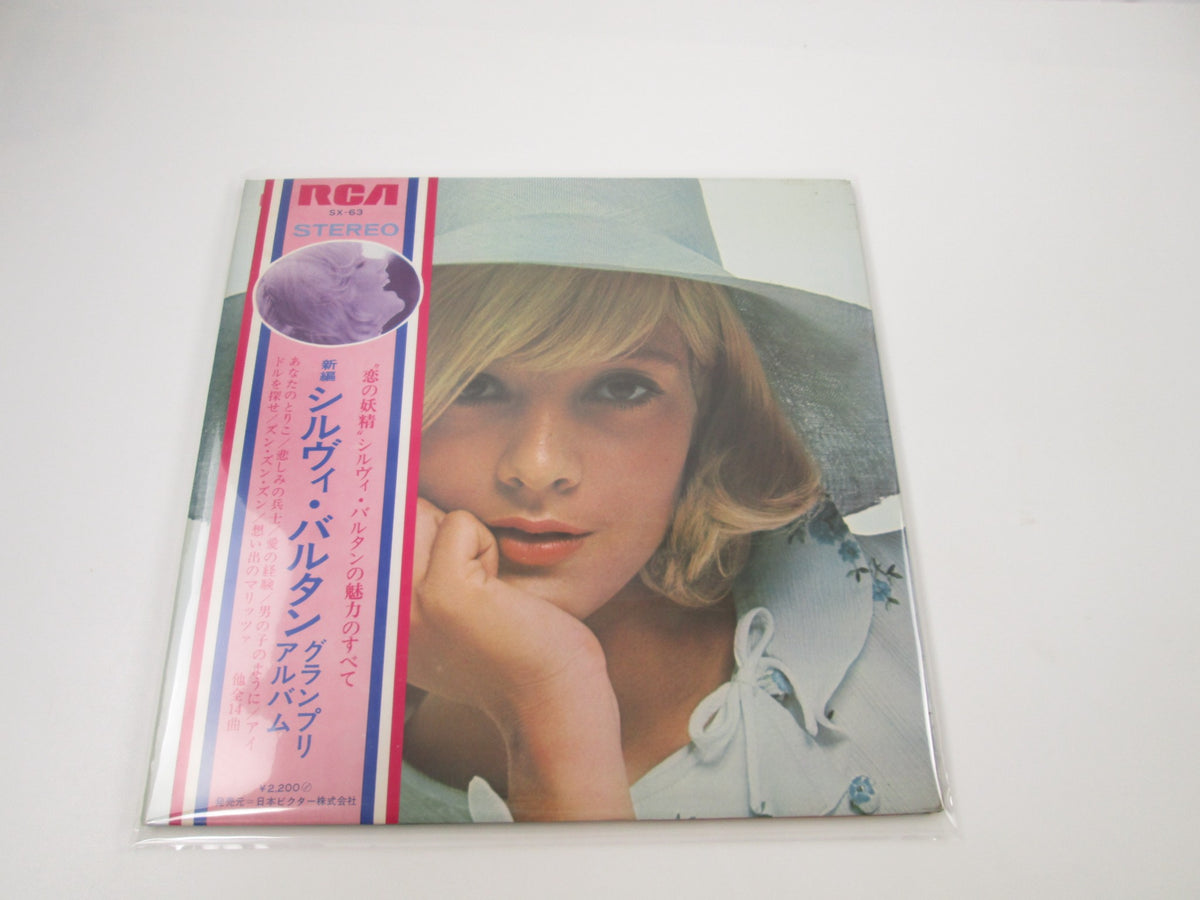 RCA
SX-63
STEREO
“恋の妖精”シルヴィ・バルタンの魅力のすべて
新編
シルヴィ・バルタン
グランプリ
アルバム
あなたのとりこ/悲しみの兵士/愛の経験/男の子のように/アイ
ドルを探せ/ズン・ズン・ズン/想い出のマリッツァ 他全14曲
¥2,200
発売元=日本ビクター株式会社